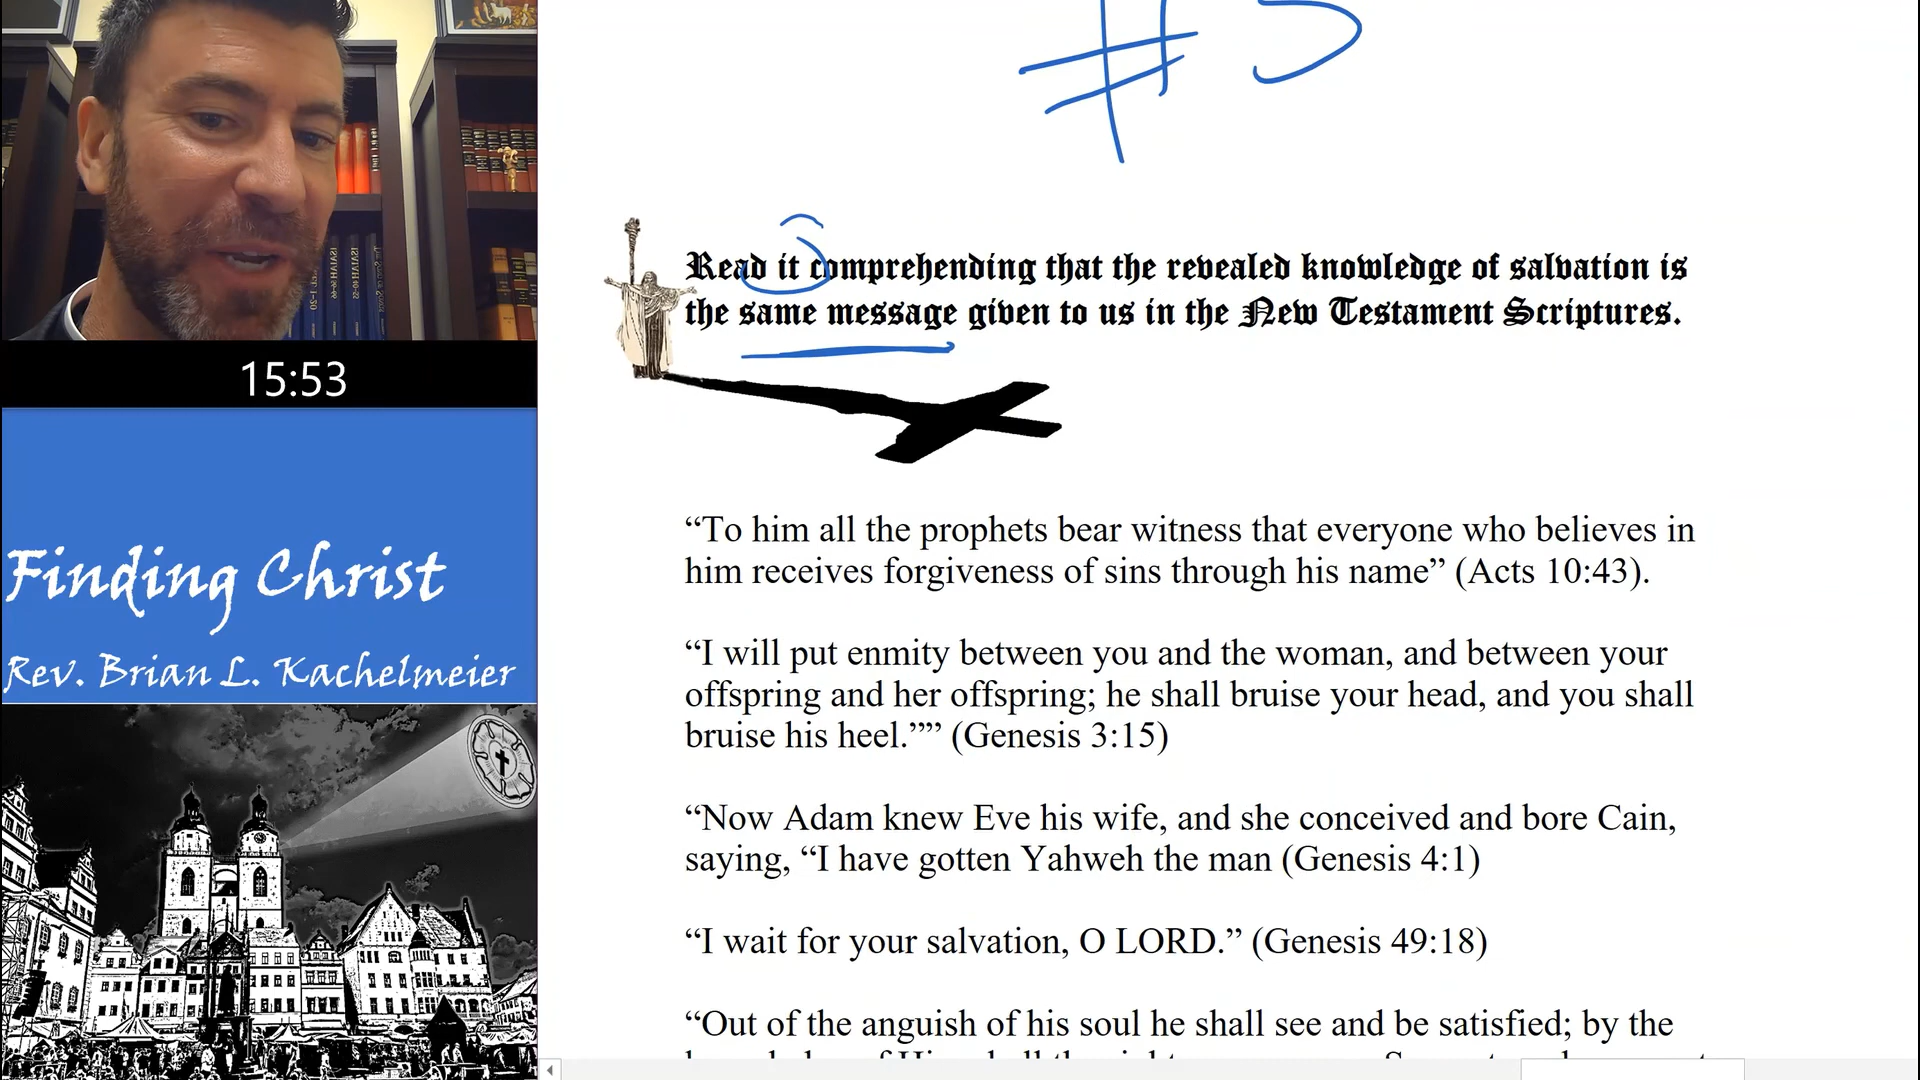 #5
Read it comprehending that the revealed knowledge of salvation is
the same message given to us in the New Testament Scriptures.
15:53
Finding Christ
Rev. Brian L. Kachelmeier
“To him all the prophets bear witness that everyone who believes in
him receives forgiveness of sins through his name” (Acts 10:43).
“I will put enmity between you and the woman, and between your
offspring and her offspring; he shall bruise your head, and you shall
bruise his heel.”” (Genesis 3:15)
“Now Adam knew Eve his wife, and she conceived and bore Cain,
saying, “I have gotten Yahweh the man (Genesis 4:1)
“I wait for your salvation, O LORD.” (Genesis 49:18)
“Out of the anguish of his soul he shall see and be satisfied; by the